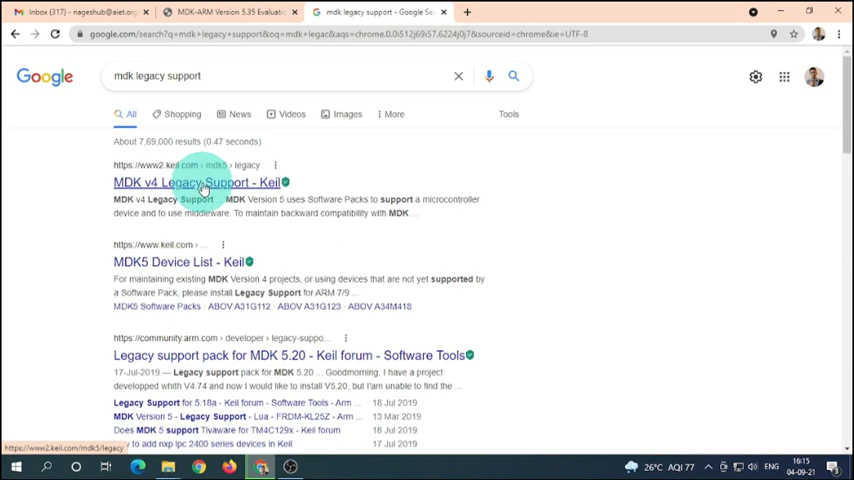 Inbox (317) - nageshub@aiet.org.
MDK-ARM Version 5.35 Evaluatio
mdk legacy support - Google Se
google.com/search?q=mdk+legacy+support&oq=mdk+legac&aqs=chrome.0.0i512j69i57.6224j0j7&sourceid=chrome&ie=UTF-8
Google
mdk legacy support
All
Shopping
News
Videos
Images
More
Tools
About 7,69,000 results (0.47 seconds)
https://www2.keil.com › mdk5 › legacy
MDK v4 Legacy Support - Keil
MDK v4 Legacy Support ... MDK Version 5 uses Software Packs to support a microcontroller
device and to use middleware. To maintain backward compatibility with MDK ...
https://www.keil.com › ...
MDK5 Device List - Keil
For maintaining existing MDK Version 4 projects, or using devices that are not yet supported by
a Software Pack, please install Legacy Support for ARM 7/9 ...
MDK5 Software Packs · ABOV A31G112 · ABOV A31G123 · ABOV A34M418
https://community.arm.com › developer › legacy-suppo...
Legacy support pack for MDK 5.20 - Keil forum - Software Tools
17-Jul-2019 — Legacy support pack for MDK 5.20 ... Goodmorning, I have a project
developed whith V4.74 and now I would like to install V5.20, but I'am unable to find the ...
Legacy Support for 5.18a - Keil forum - Software Tools - Arm ... 18 Jul 2019
MDK Version 5 - Legacy Support - Lua - FRDM-KL25Z - Arm ... 13 Mar 2019
Does MDK 5 support Tivaware for TM4C129x - Keil forum 18 Jul 2019
How to add nxp lpc 2400 series devices in Keil 17 Jul 2019
https://www2.keil.com/mdk5/legacy
26°C AQI 77
ENG
16:15
04-09-21
3